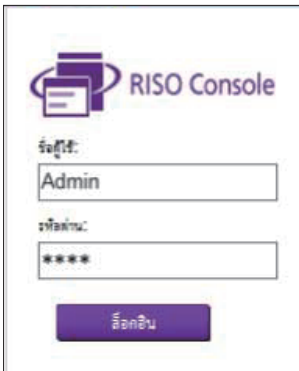 RISO Console
ชื่อผู้ใช้:
Admin
รหัสผ่าน:
****
ล็อกอิน